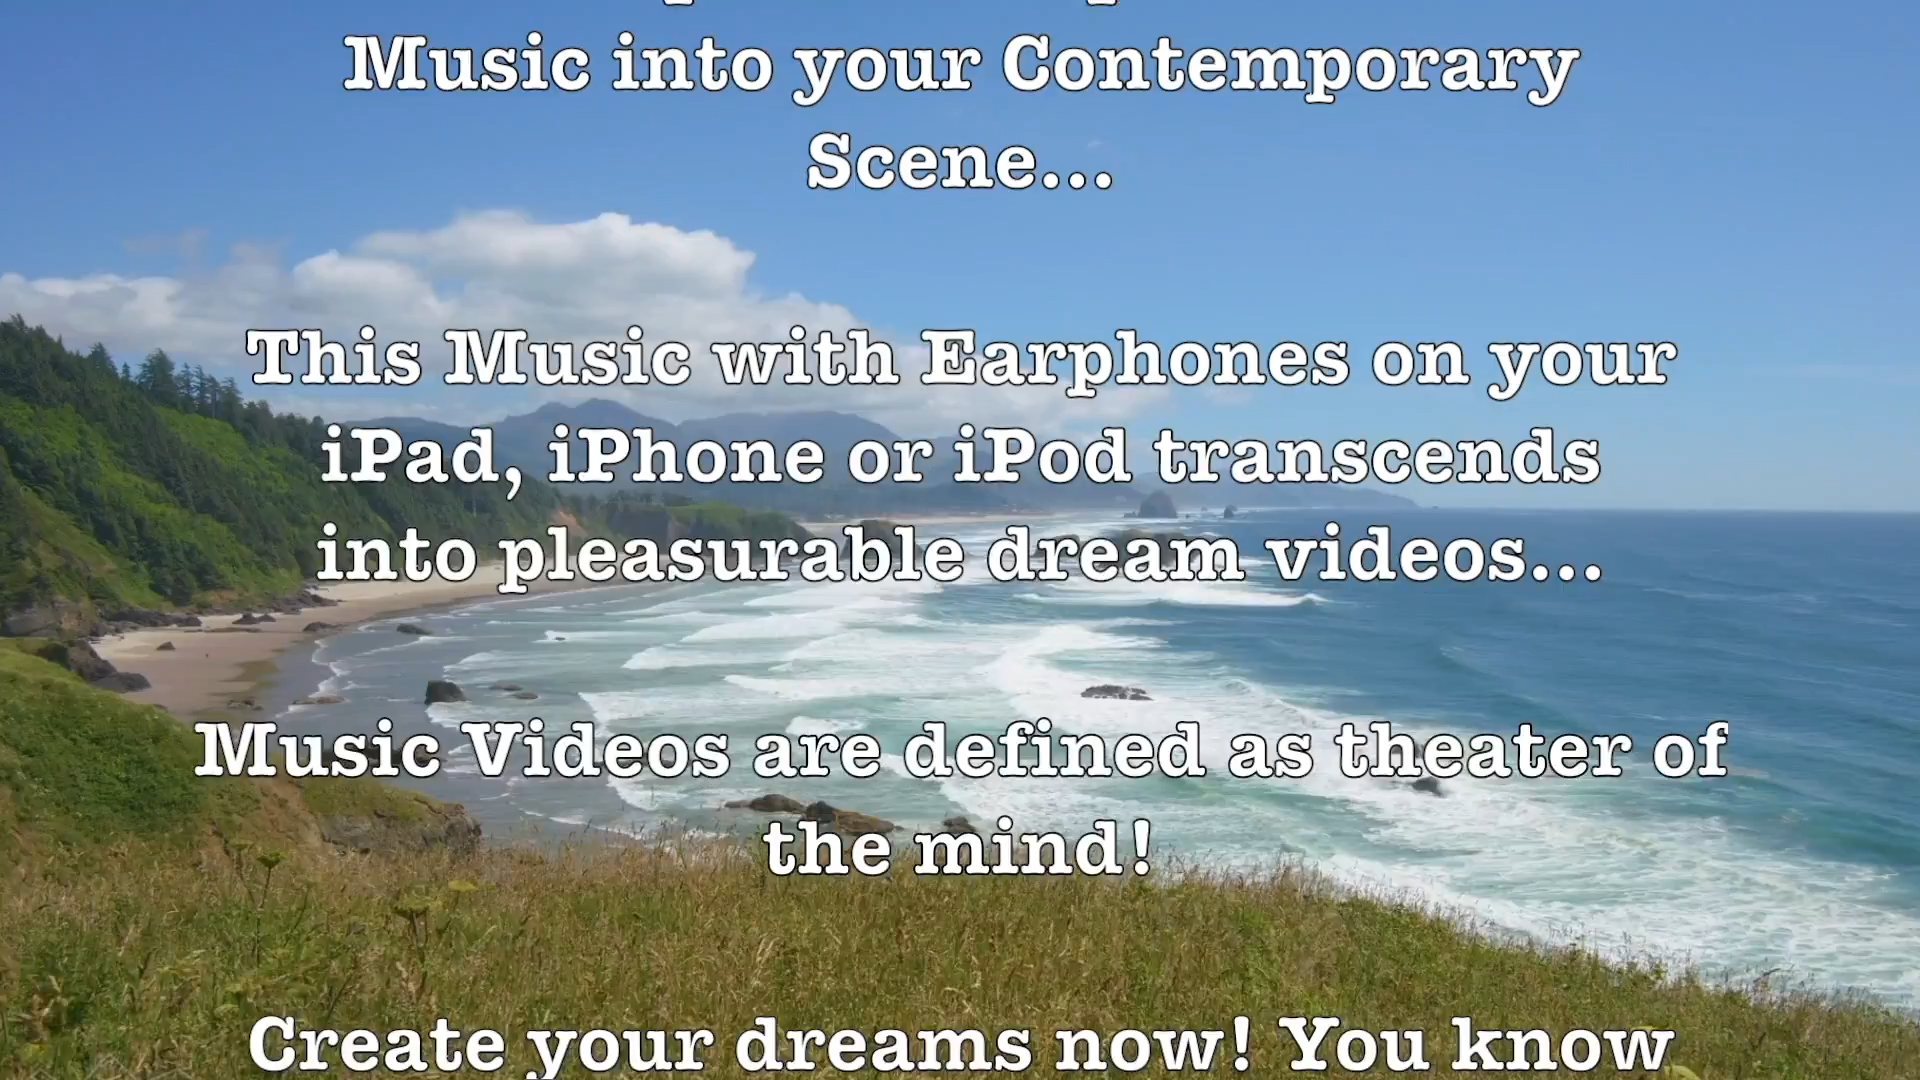 Music into your Contemporary
Scene...
This Music with Earphones on your
iPad, iPhone or iPod transcends
into pleasurable dream videos...
Music Videos are defined as theater of
the mind!
Create your dreams now! You know